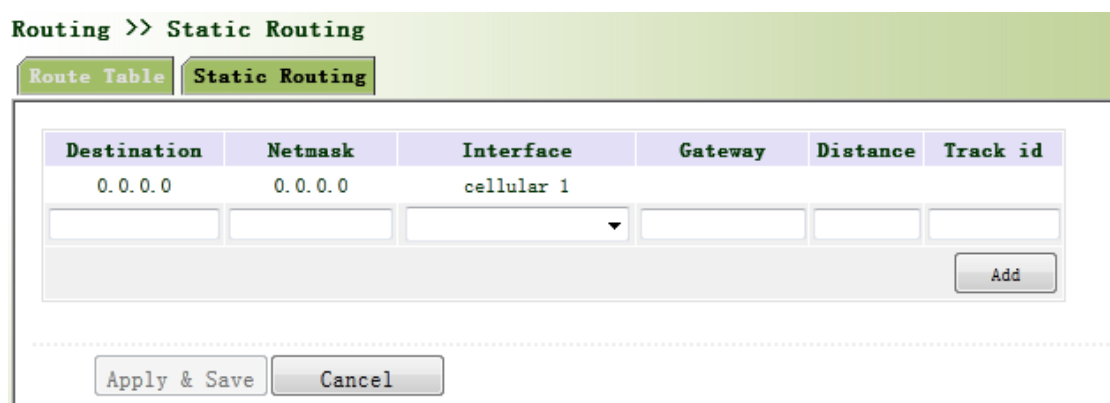 Routing >> Static Routing
Route Table Static Routing
Destination Netmask Interface Gateway Distance Track id
0.0.0.0 0.0.0.0 cellular 1
Add
Apply & Save Cancel